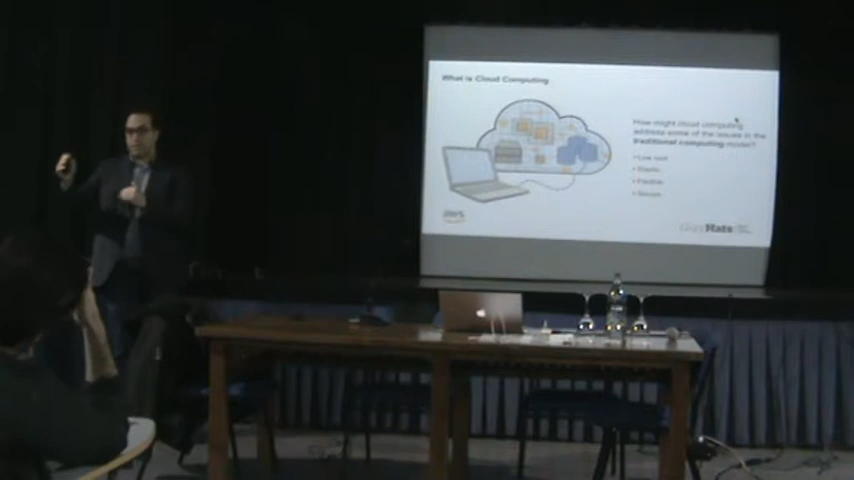 What is Cloud Computing
How might cloud computing
address some of the issues in the
traditional computing model?
• Low cost
• Elastic
• Flexible
• Secure
aws
Hats